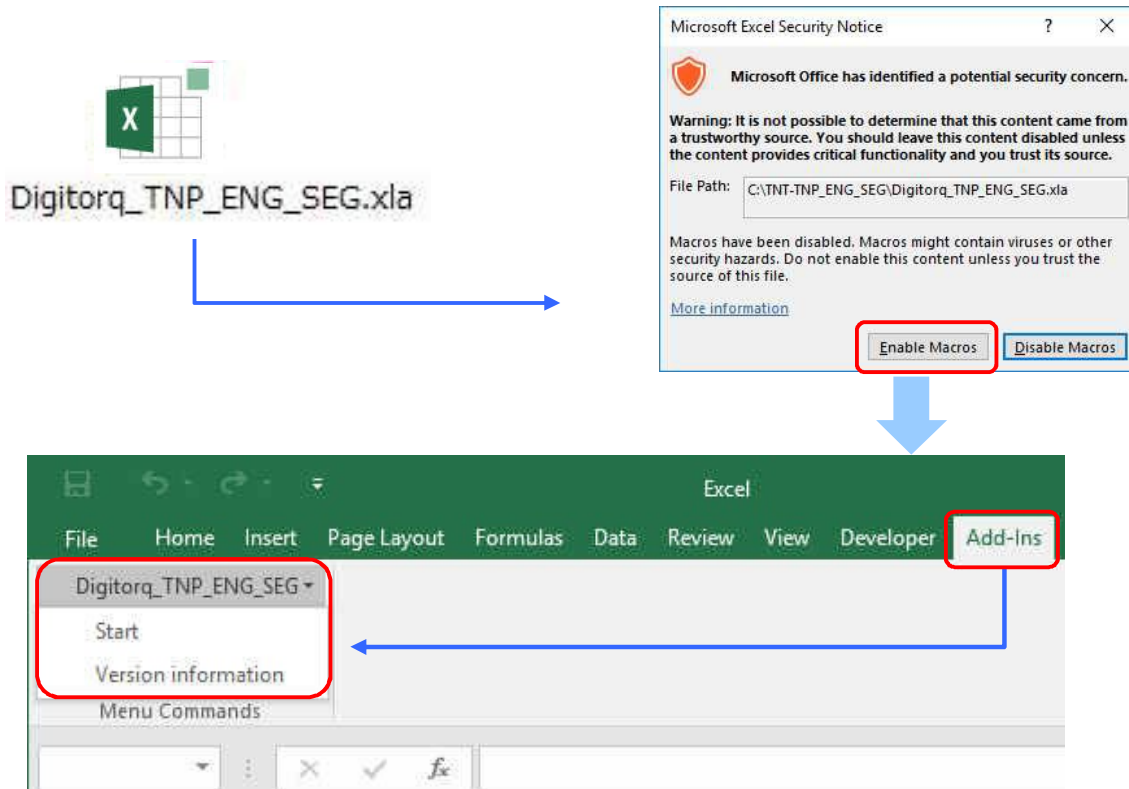 X
Digitorq_TNP_ENG_SEG.xla
Microsoft Excel Security Notice ? ×
Microsoft Office has identified a potential security concern.
Warning: It is not possible to determine that this content came from
a trustworthy source. You should leave this content disabled unless
the content provides critical functionality and you trust its source.
File Path: C:\TNT-TNP_ENG_SEG\Digitorq_TNP_ENG_SEG.xla
Macros have been disabled. Macros might contain viruses or other
security hazards. Do not enable this content unless you trust the
source of this file.
More information
Enable Macros Disable Macros
Excel
File Home Insert Page Layout Formulas Data Review View Developer Add-Ins
Digitorq_TNP_ENG_SEG
Start
Version information
Menu Commands
fx